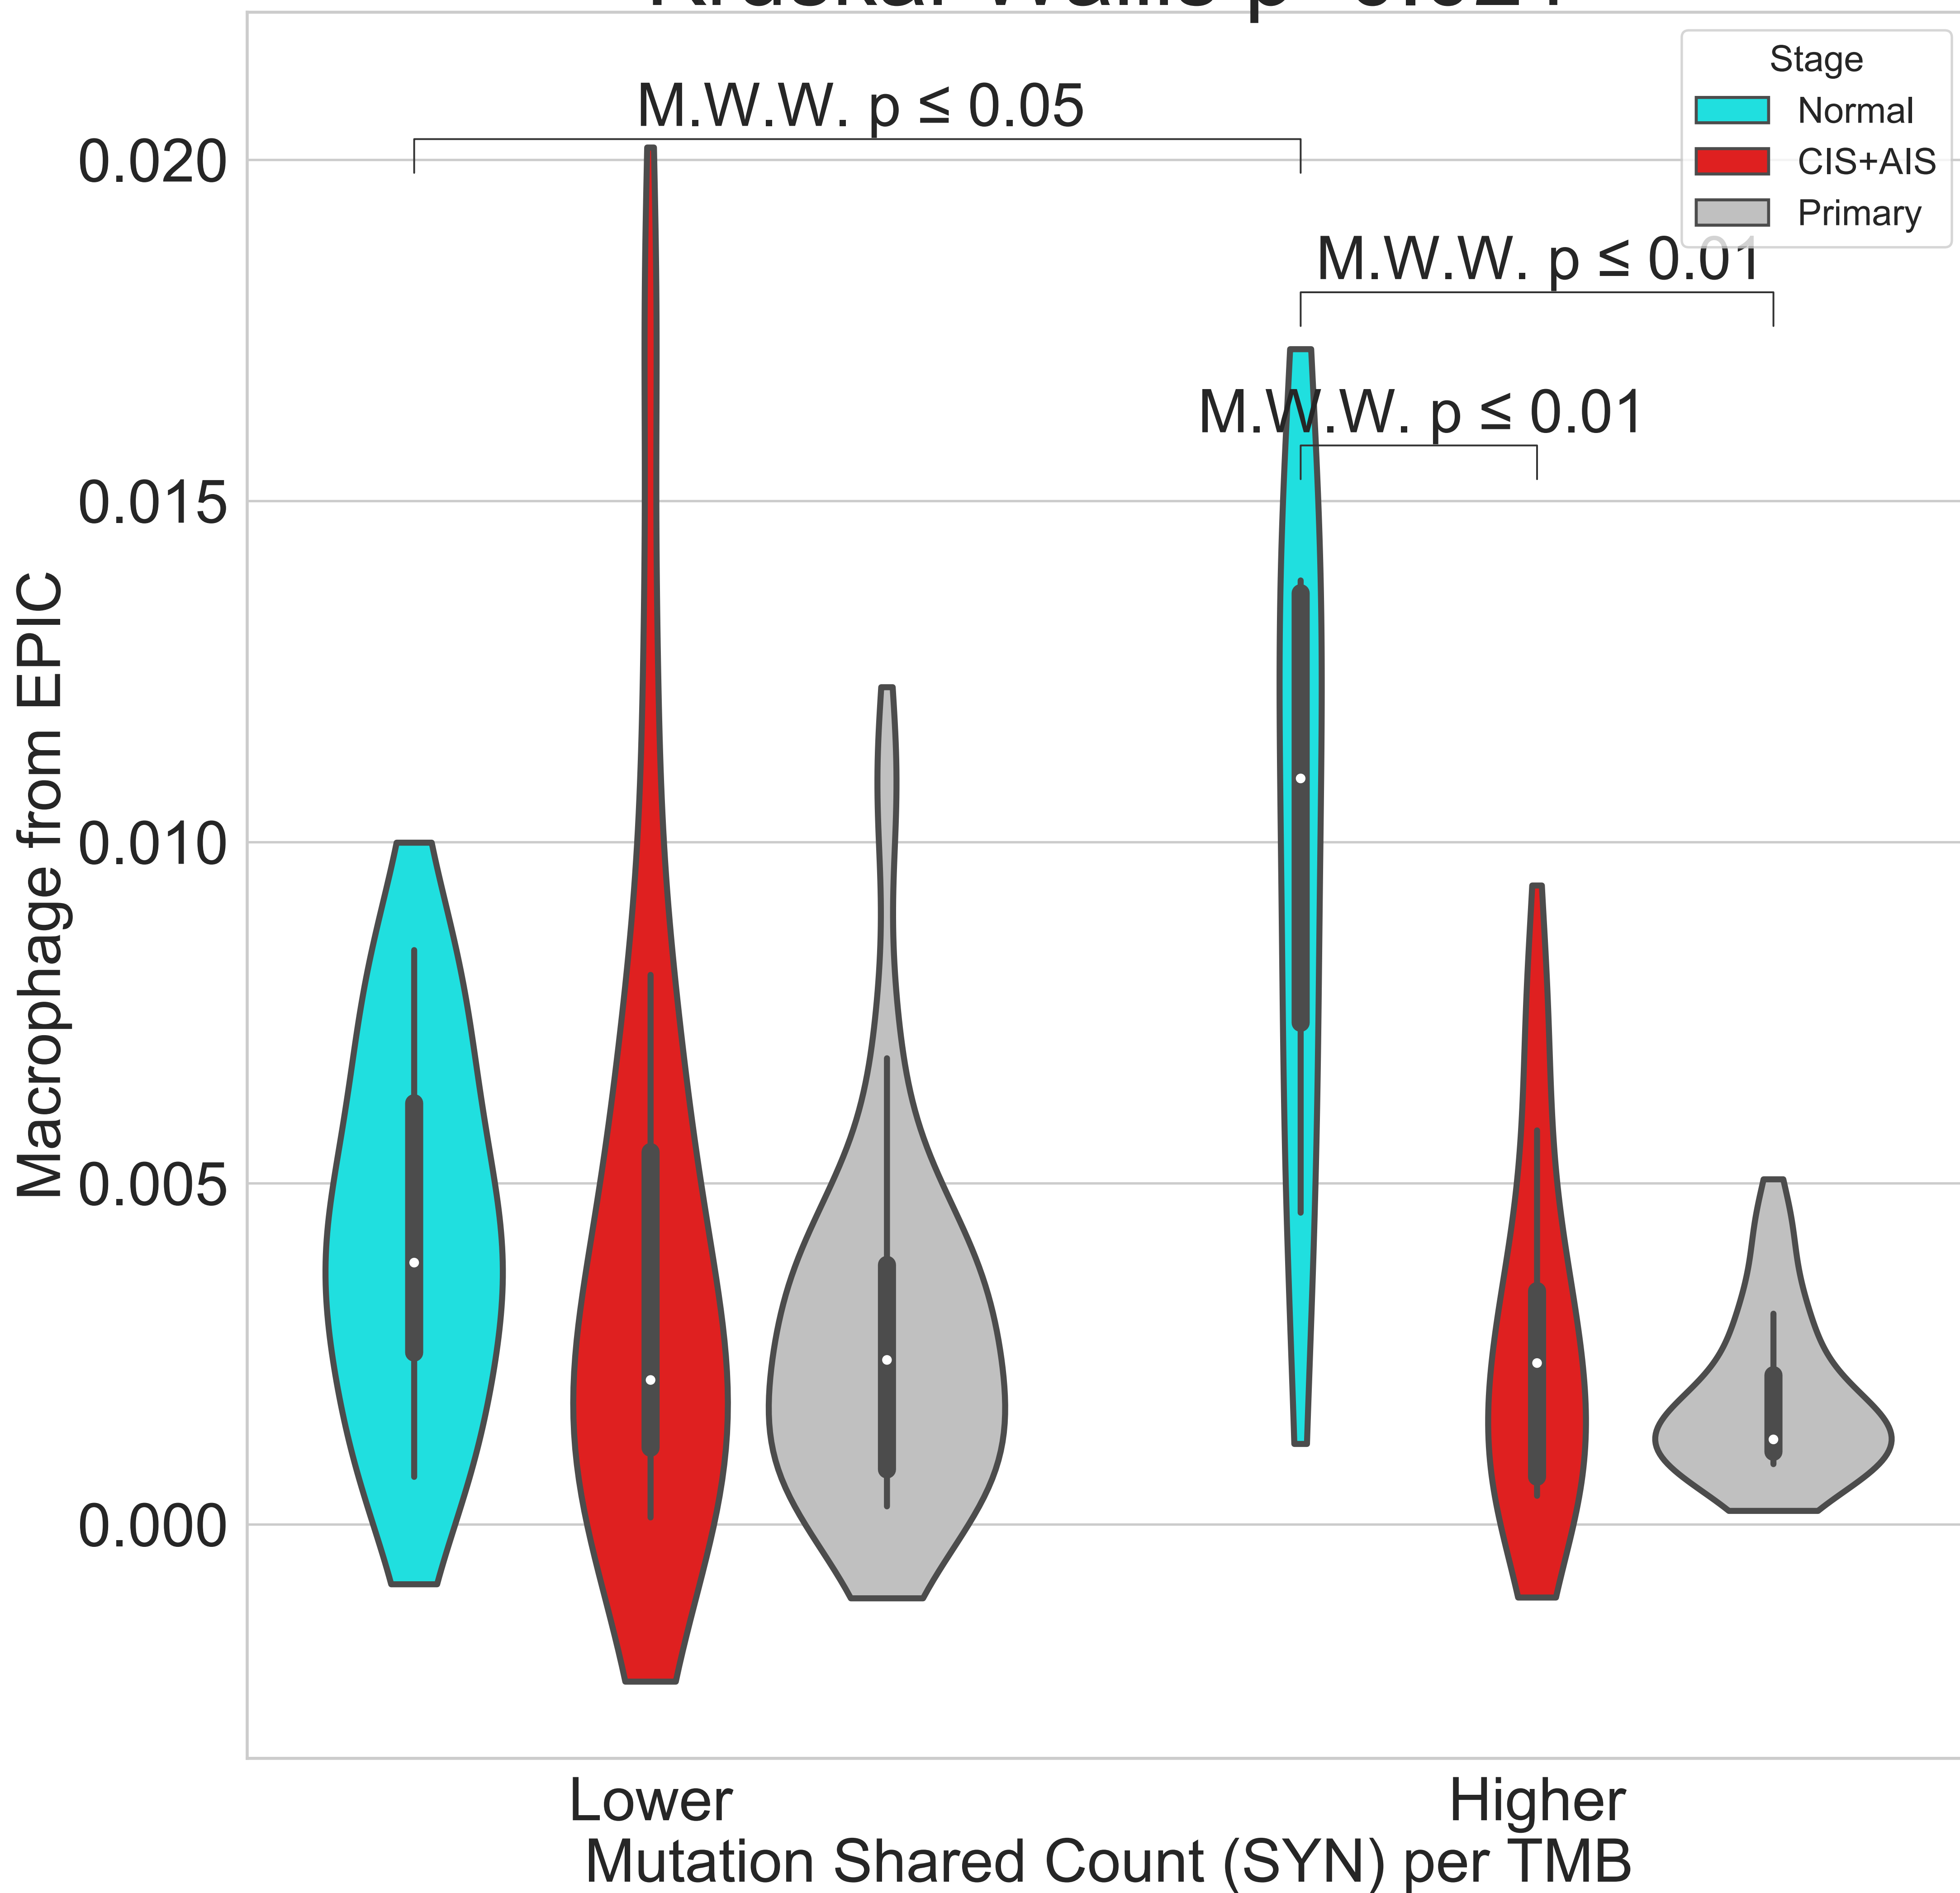 M.W.W. p ≤ 0.05
Stage
Normal
CIS+AIS
Primary
M.W.W. p ≤ 0.01
M.W.W. p ≤ 0.01
0.020
0.015
0.010
0.005
0.000
Macrophage from EPIC
Lower
Higher
Mutation Shared Count (SYN) per TMB